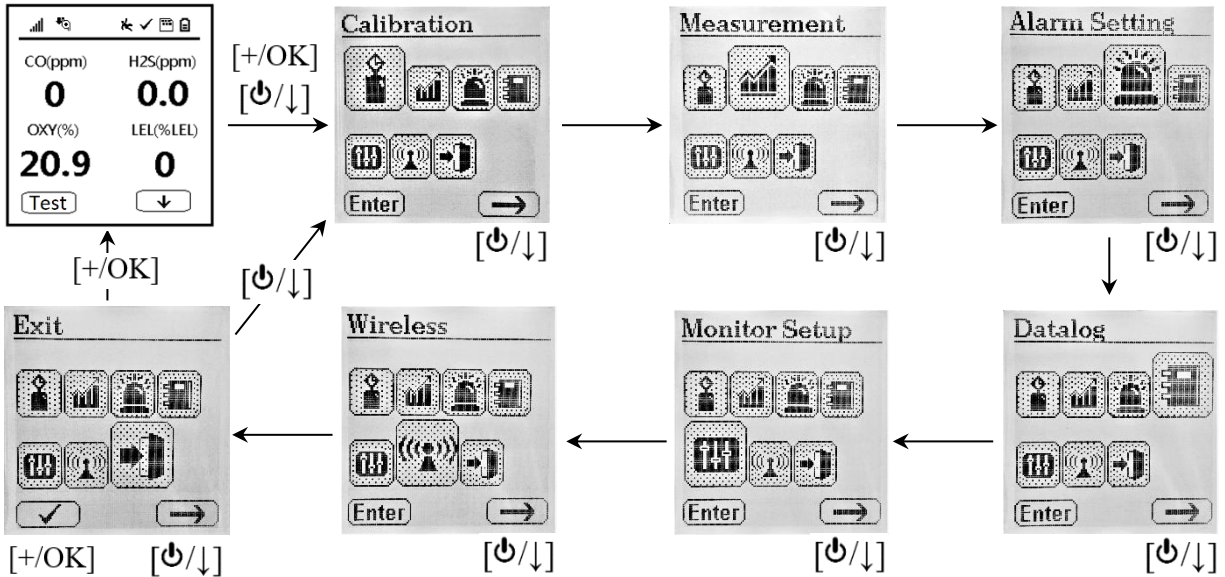 CO(ppm) H2S(ppm)
0 0.0
OXY(%) LEL(%LEL)
20.9 0
Test ↓
[+/OK]
[⏻/↓]
Calibration
Enter →
[⏻/↓]
Measurement
Enter →
[⏻/↓]
Alarm Setting
Enter →
[⏻/↓]
Datalog
Enter →
[⏻/↓]
Monitor Setup
Enter →
[⏻/↓]
Wireless
Enter →
[⏻/↓]
Exit
✓ →
[+/OK] [⏻/↓]
[+/OK]
[⏻/↓]